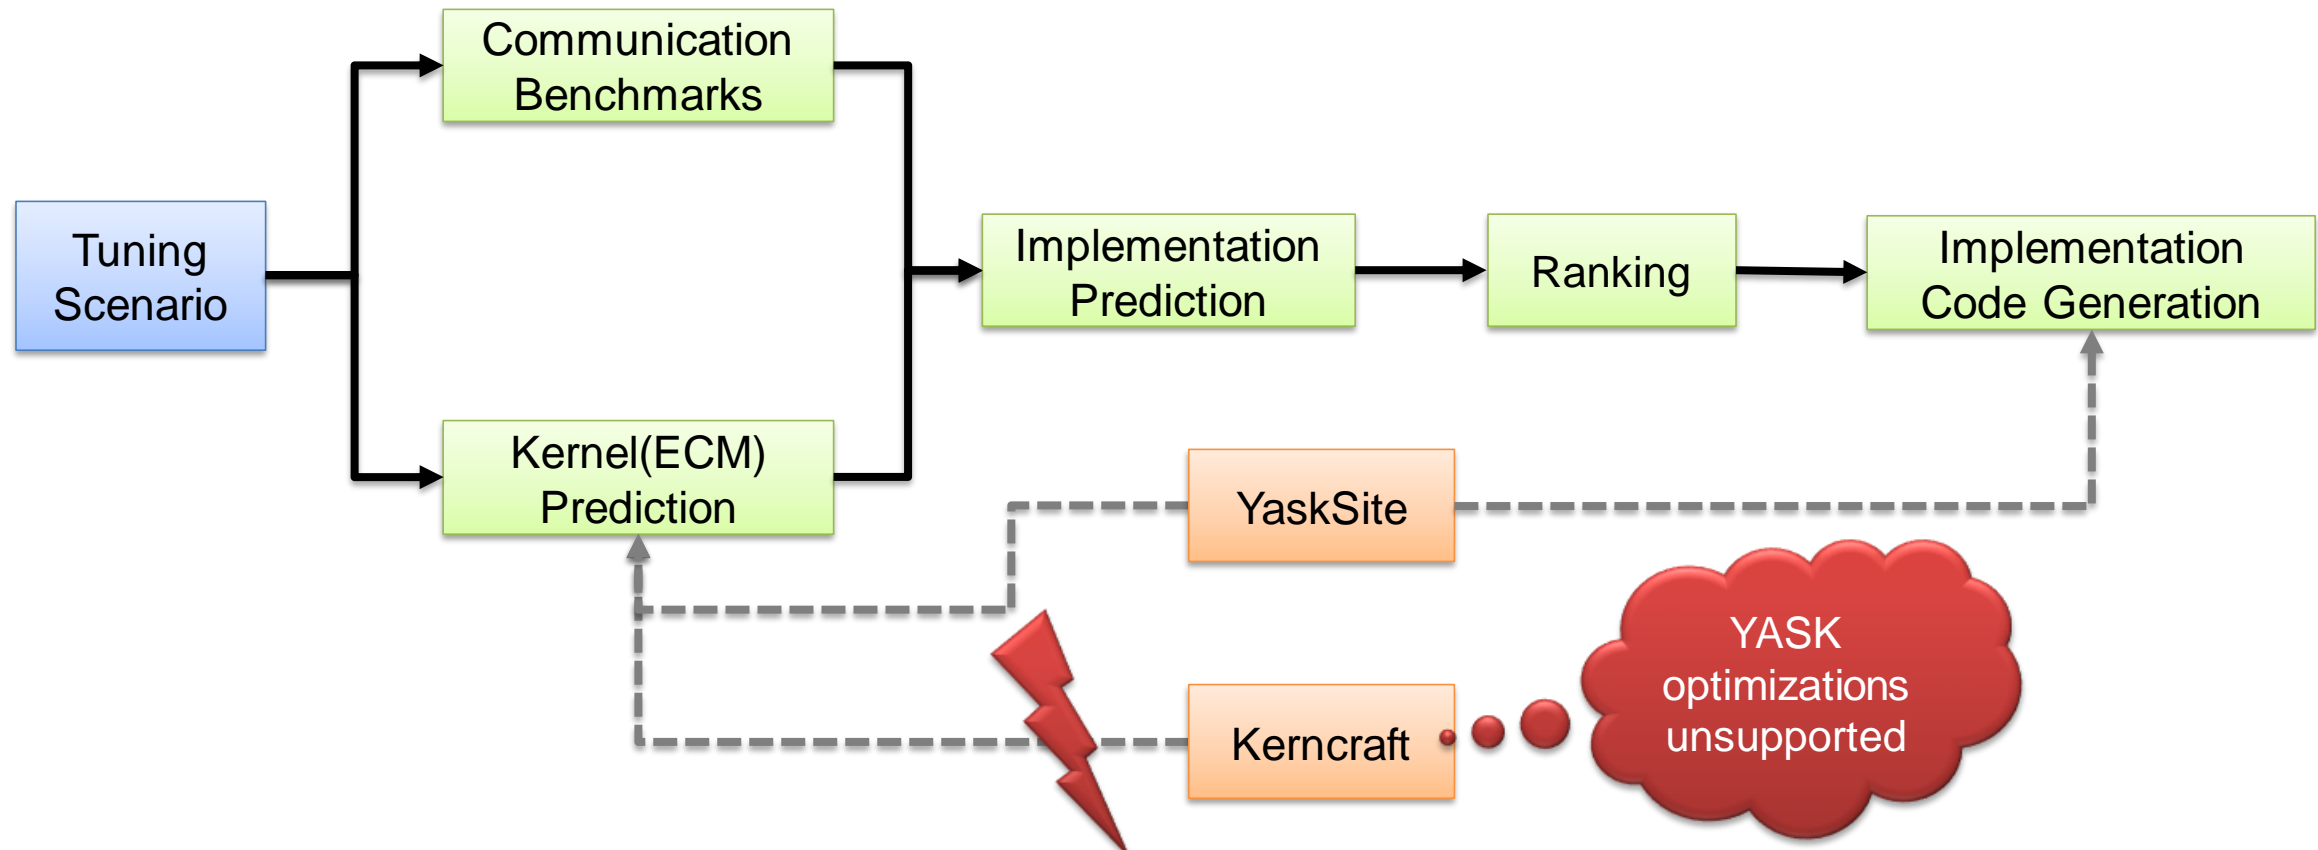 Communication
Benchmarks
Tuning
Scenario
Implementation
Prediction
Ranking
Implementation
Code Generation
Kernel(ECM)
Prediction
YaskSite
Kerncraft
YASK
optimizations
unsupported